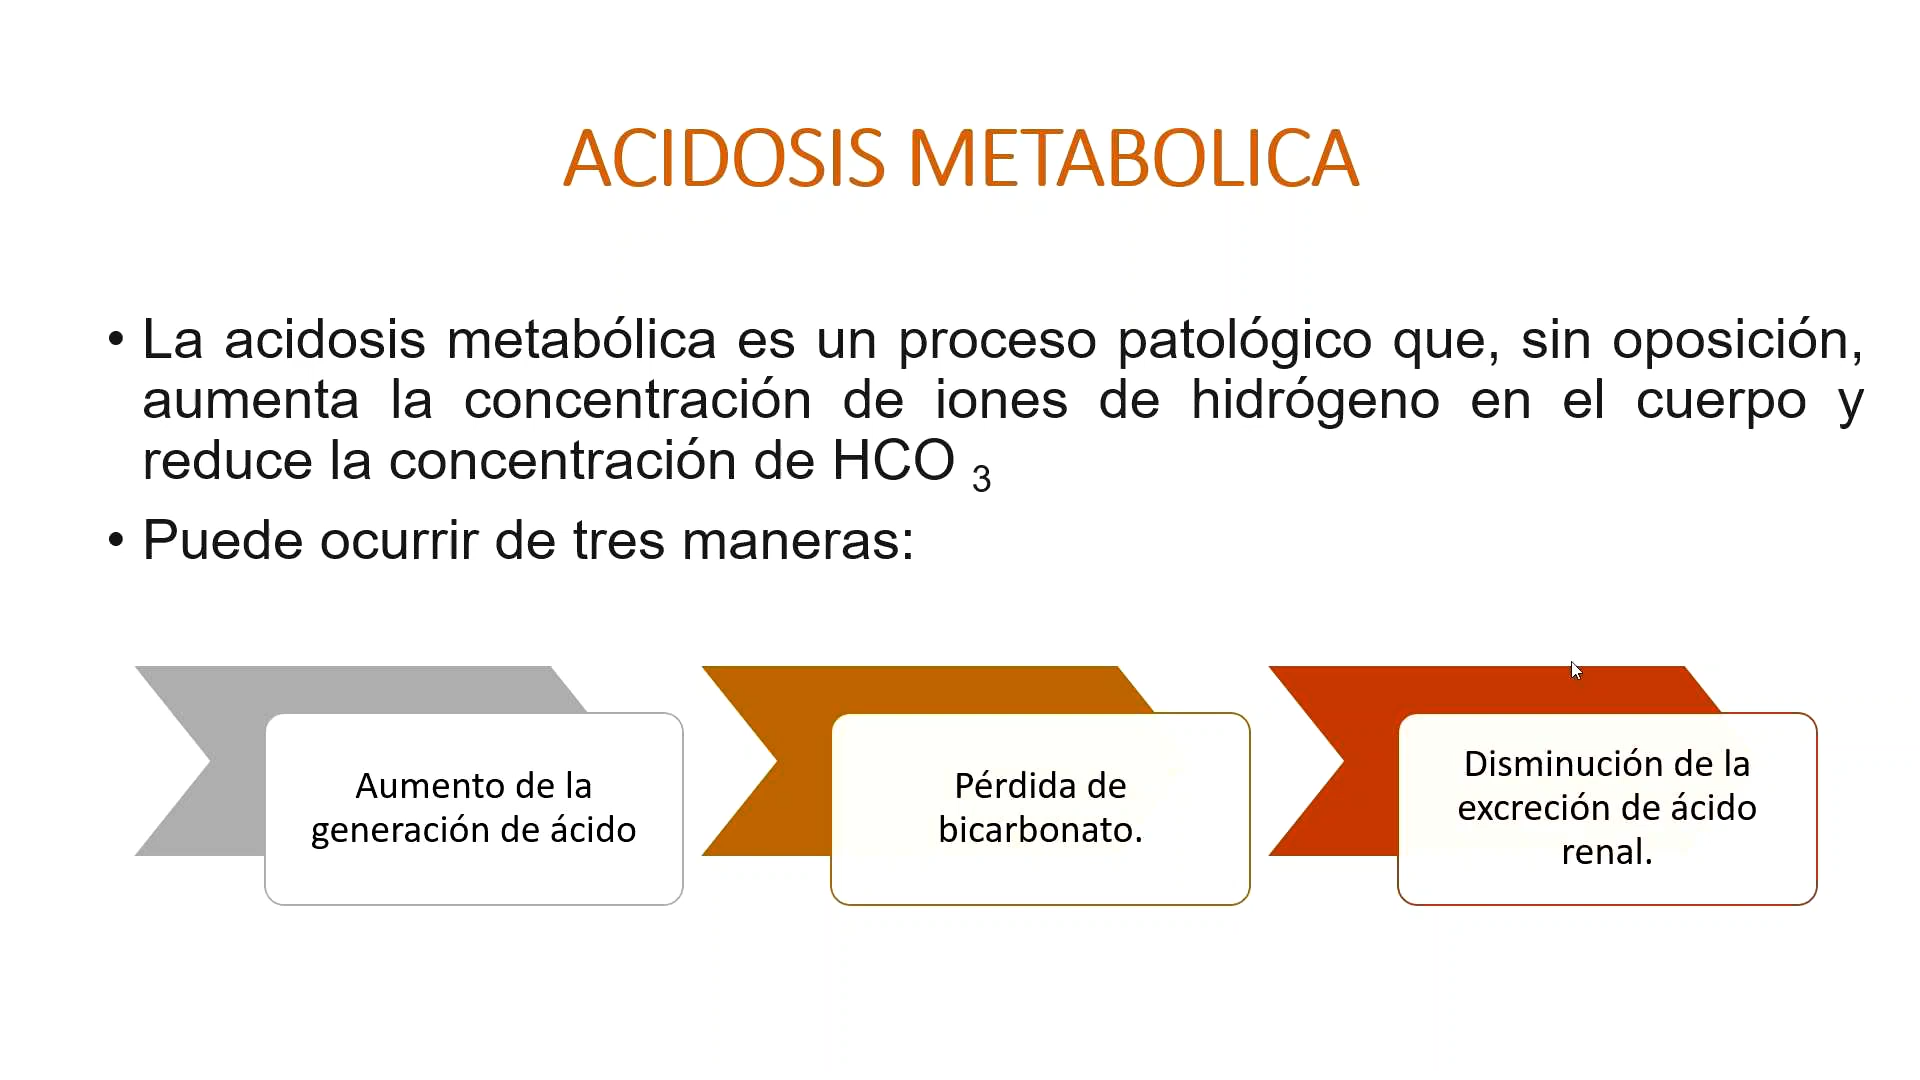 ACIDOSIS METABOLICA
• La acidosis metabólica es un proceso patológico que, sin oposición,
aumenta la concentración de iones de hidrógeno en el cuerpo y
reduce la concentración de HCO ₃
• Puede ocurrir de tres maneras:
Aumento de la
generación de ácido
Pérdida de
bicarbonato.
Disminución de la
excreción de ácido
renal.